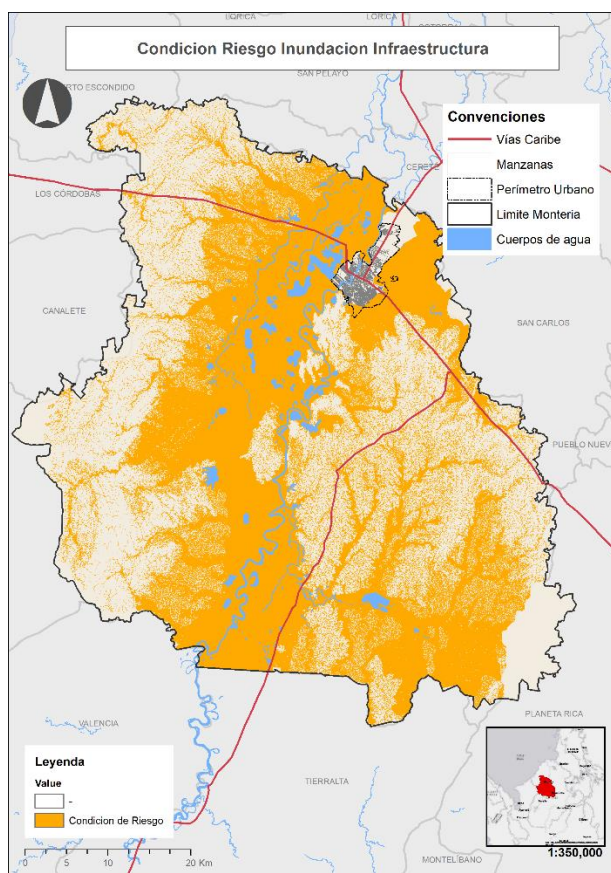 Condicion Riesgo Inundacion Infraestructura
LORICA
LORICA
SAN PELAYO
RTO ESCONDIDO
Convenciones
Vías Caribe
Manzanas
Perímetro Urbano
Limite Monteria
Cuerpos de agua
CERETÉ
LOS CÓRDOBAS
CANALETE
SAN CARLOS
PUEBLO NUEV
VALENCIA
PLANETA RICA
Leyenda
Value
-
Condicion de Riesgo
TIERRALTA
0 5 10 20 Km
MONTELIBANO
1:350,000